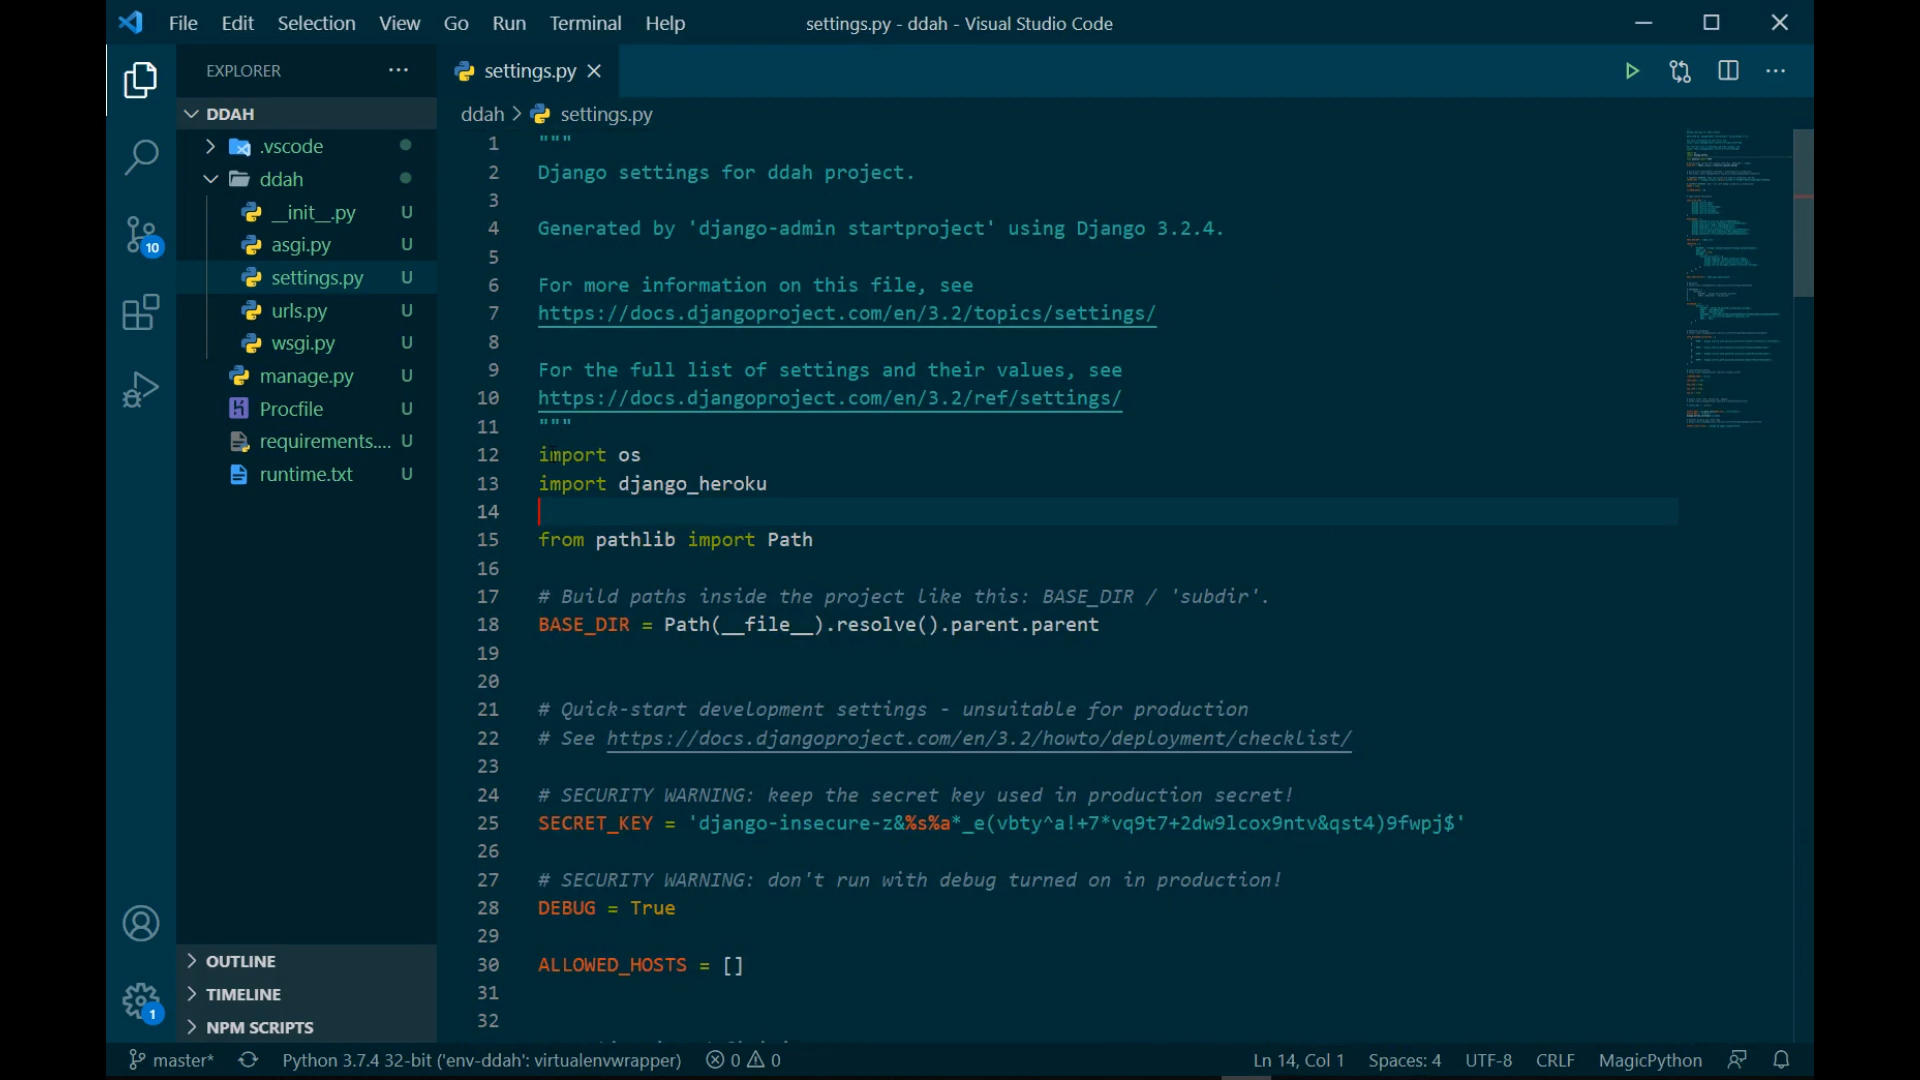 File Edit Selection View Go Run Terminal Help
settings.py - ddah - Visual Studio Code
EXPLORER
settings.py
DDAH
ddah > settings.py
.vscode
ddah
__init__.py U
asgi.py U
settings.py U
urls.py U
wsgi.py U
manage.py U
Procfile U
requirements.... U
runtime.txt U
10
1 """
2 Django settings for ddah project.
3
4 Generated by 'django-admin startproject' using Django 3.2.4.
5
6 For more information on this file, see
7 https://docs.djangoproject.com/en/3.2/topics/settings/
8
9 For the full list of settings and their values, see
10 https://docs.djangoproject.com/en/3.2/ref/settings/
11 """
12 import os
13 import django_heroku
14
15 from pathlib import Path
16
17 # Build paths inside the project like this: BASE_DIR / 'subdir'.
18 BASE_DIR = Path(__file__).resolve().parent.parent
19
20
21 # Quick-start development settings - unsuitable for production
22 # See https://docs.djangoproject.com/en/3.2/howto/deployment/checklist/
23
24 # SECURITY WARNING: keep the secret key used in production secret!
25 SECRET_KEY = 'django-insecure-z&%s%a*_e(vbty^a!+7*vq9t7+2dw9lcox9ntv&qst4)9fwpj$'
26
27 # SECURITY WARNING: don't run with debug turned on in production!
28 DEBUG = True
29
30 ALLOWED_HOSTS = []
31
32
OUTLINE
TIMELINE
NPM SCRIPTS
1
master* Python 3.7.4 32-bit ('env-ddah': virtualenvwrapper) 0 0 Ln 14, Col 1 Spaces: 4 UTF-8 CRLF MagicPython